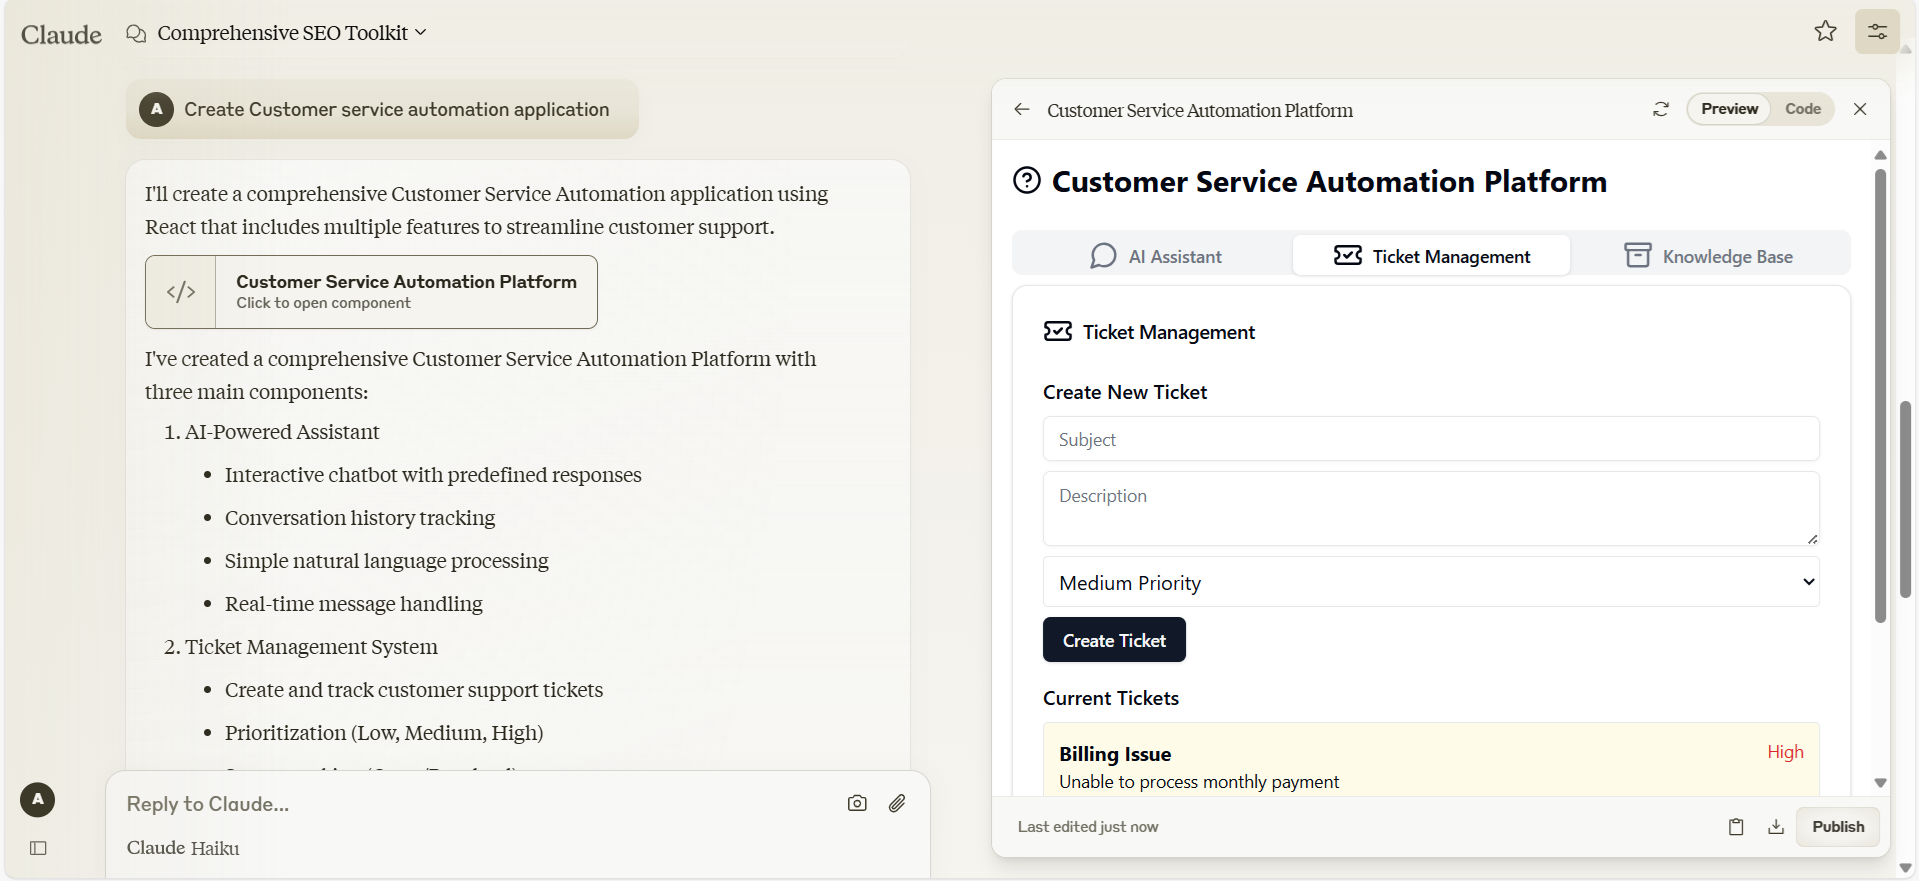 Claude
Comprehensive SEO Toolkit
A
Create Customer service automation application
I'll create a comprehensive Customer Service Automation application using
React that includes multiple features to streamline customer support.
</>
Customer Service Automation Platform
Click to open component
I've created a comprehensive Customer Service Automation Platform with
three main components:
1. AI-Powered Assistant
• Interactive chatbot with predefined responses
• Conversation history tracking
• Simple natural language processing
• Real-time message handling
2. Ticket Management System
• Create and track customer support tickets
• Prioritization (Low, Medium, High)
A
Reply to Claude...
Claude Haiku
Customer Service Automation Platform
Preview
Code
Customer Service Automation Platform
AI Assistant
Ticket Management
Knowledge Base
Ticket Management
Create New Ticket
Subject
Description
Medium Priority
Create Ticket
Current Tickets
Billing Issue
High
Unable to process monthly payment
Last edited just now
Publish